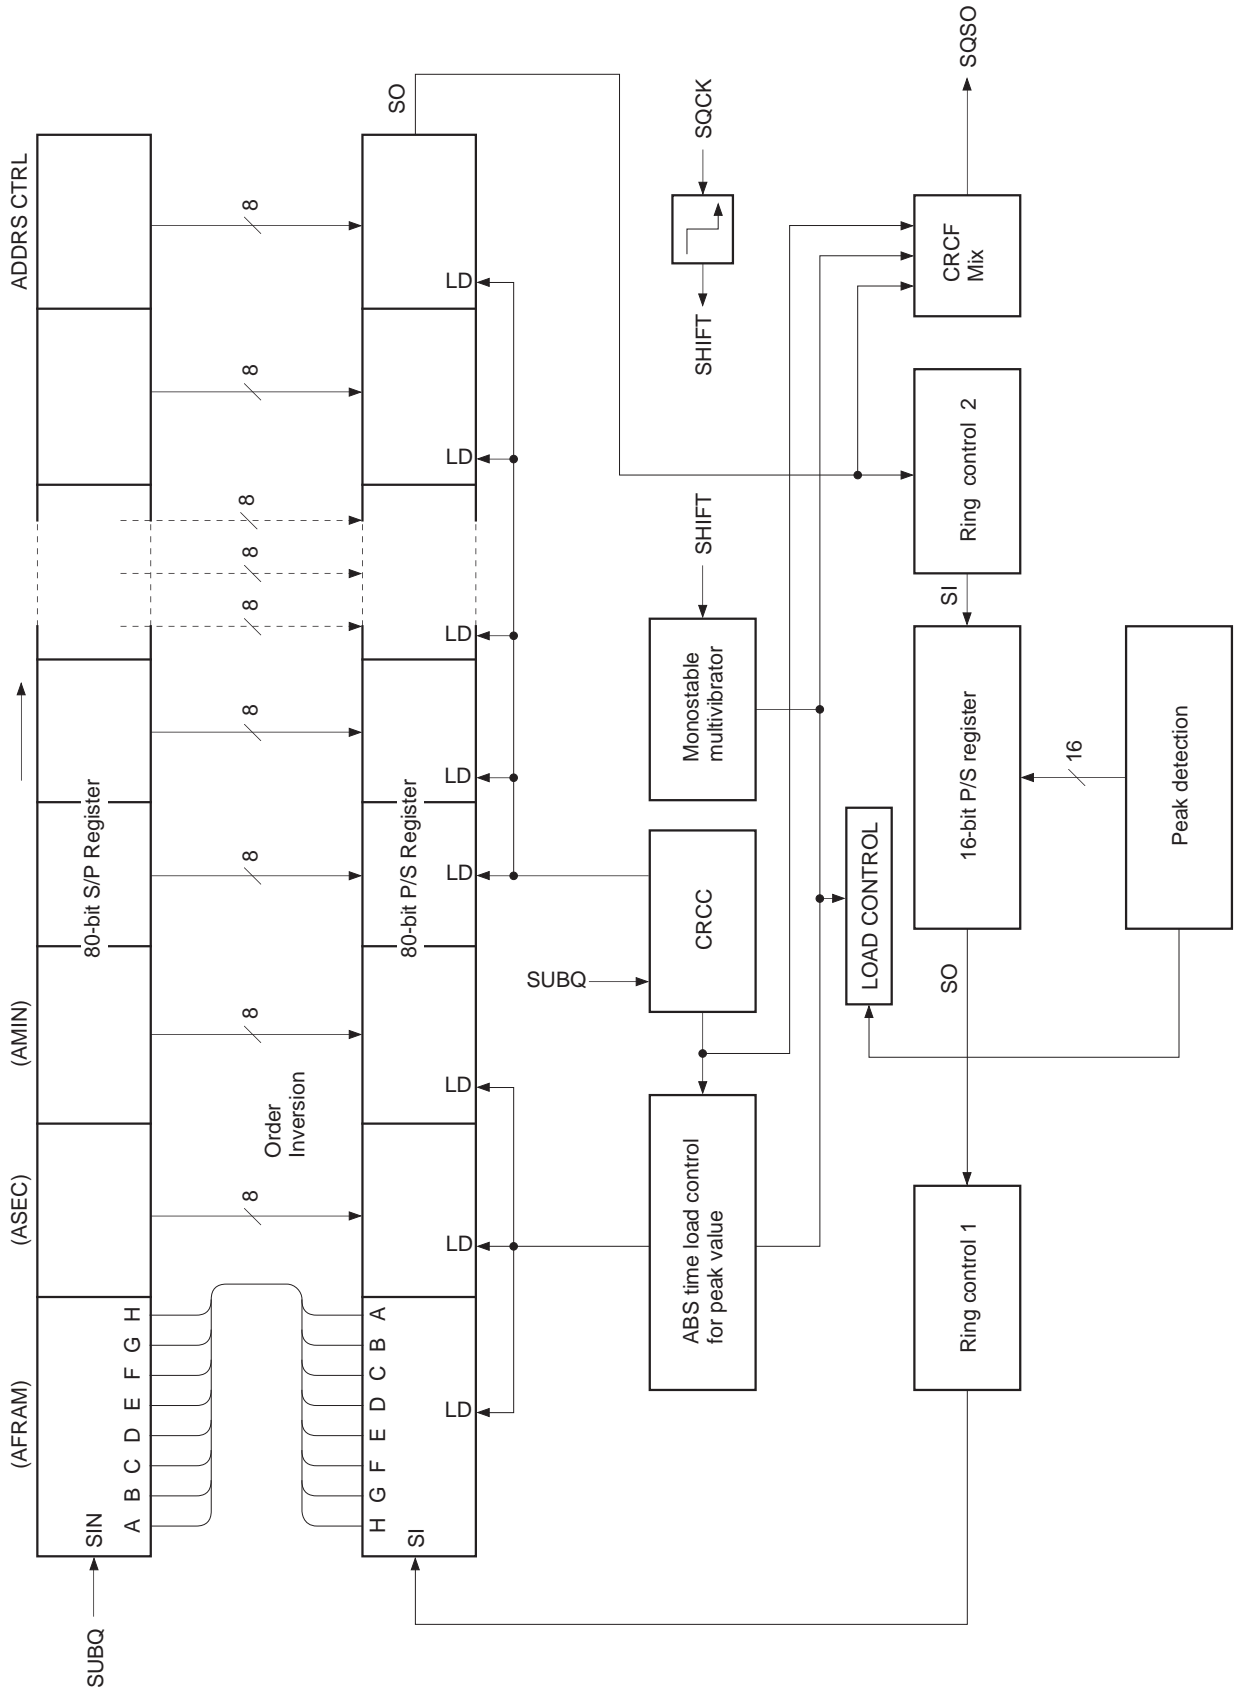 (AFRAM)
(ASEC)
(AMIN)
ADDRS CTRL
SUBQ
SIN
80-bit S/P Register
A B C D E F G H
8
8
8
8
8
8
8
8
8
Order
Inversion
H G F E D C B A
SI
80-bit P/S Register
SO
LD
LD
LD
LD
LD
LD
LD
LD
SUBQ
ABS time load control
for peak value
CRCC
Monostable
multivibrator
SHIFT
SHIFT
SQCK
LOAD CONTROL
Ring control 1
SO
16-bit P/S register
SI
Ring control 2
CRCF
Mix
SQSO
16
Peak detection